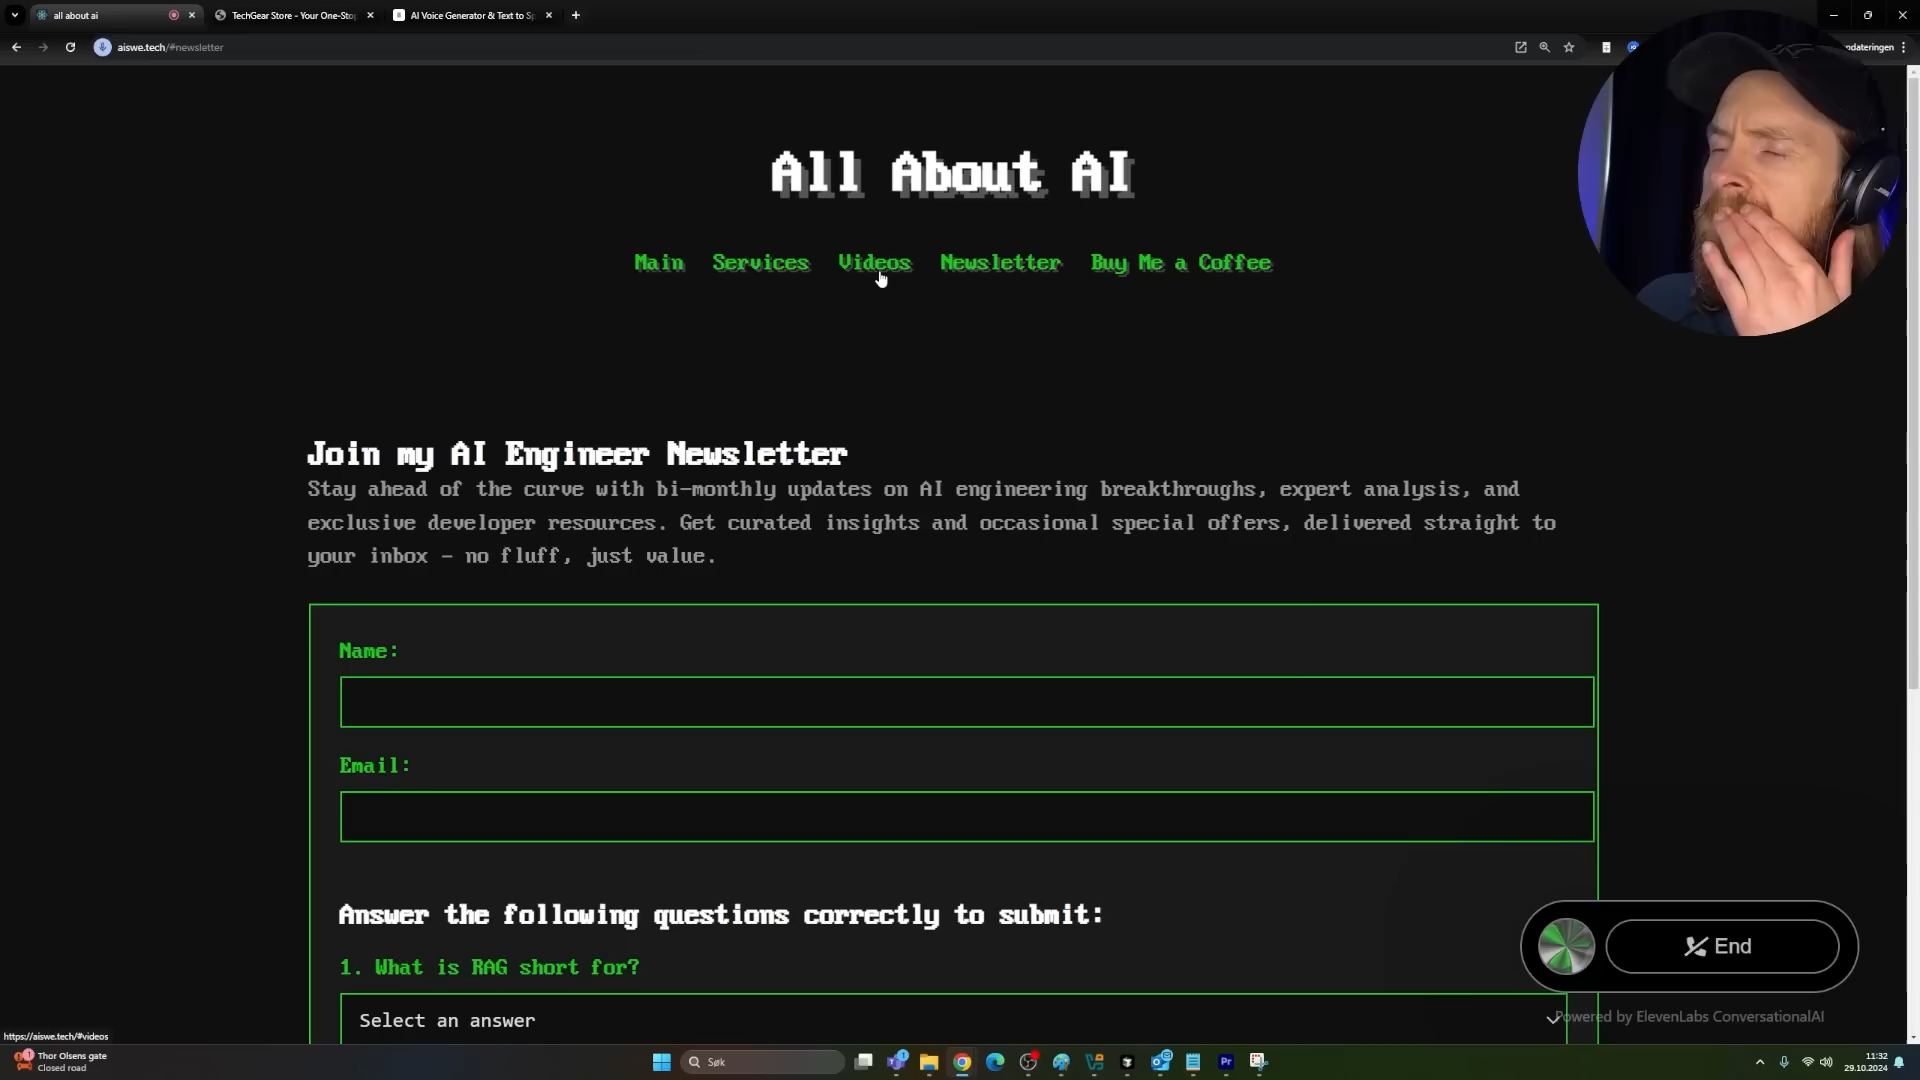 all about ai
TechGear Store - Your One-Sto
AI Voice Generator & Text to Sp
aiswe.tech/#newsletter
pdateringen
All About AI
Main Services Videos Newsletter Buy Me a Coffee
Join my AI Engineer Newsletter
Stay ahead of the curve with bi-monthly updates on AI engineering breakthroughs, expert analysis, and
exclusive developer resources. Get curated insights and occasional special offers, delivered straight to
your inbox - no fluff, just value.
Name:
Email:
Answer the following questions correctly to submit:
1. What is RAG short for?
Select an answer
End
Powered by ElevenLabs ConversationalAI
https://aiswe.tech/#videos
Thor Olsens gate
Closed road
Søk
11:32
29.10.2024